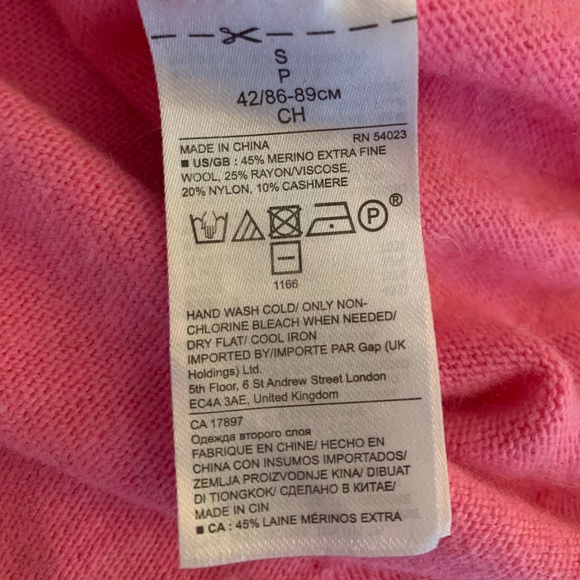 S
P
42/86-89CM
CH
MADE IN CHINA RN 54023
■ US/GB : 45% MERINO EXTRA FINE
WOOL, 25% RAYON/VISCOSE,
20% NYLON, 10% CASHMERE
P®
1166
HAND WASH COLD/ ONLY NON-
CHLORINE BLEACH WHEN NEEDED/
DRY FLAT/ COOL IRON
IMPORTED BY/IMPORTE PAR Gap (UK
Holdings) Ltd.
5th Floor, 6 St Andrew Street London
EC4A 3AE, United Kingdom
CA 17897
Одежда второго слоя
FABRIQUE EN CHINE/ HECHO EN
CHINA CON INSUMOS IMPORTADOS/
ZEMLJA PROIZVODNJE KINA/ DIBUAT
DI TIONGKOK/ СДЕЛАНО В КИТАЕ/
MADE IN CIN
■ CA : 45% LAINE MÉRINOS EXTRA